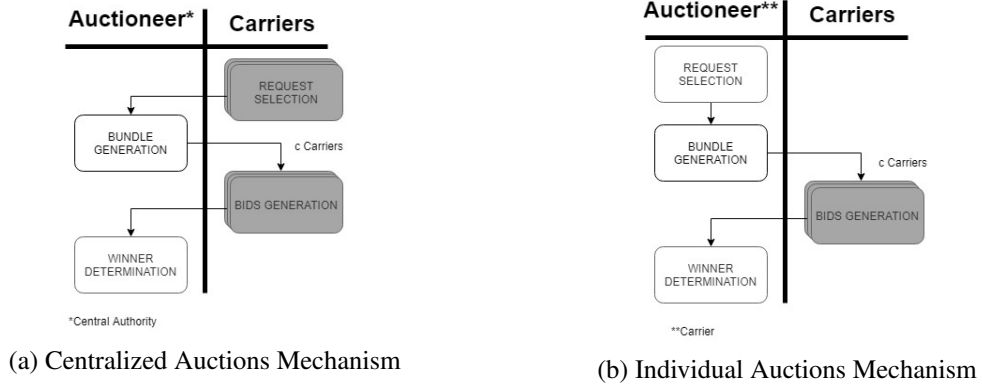 Auctioneer*
Carriers
REQUEST
SELECTION
BUNDLE
GENERATION
c Carriers
BIDS GENERATION
WINNER
DETERMINATION
*Central Authority
(a) Centralized Auctions Mechanism
Auctioneer**
Carriers
REQUEST
SELECTION
BUNDLE
GENERATION
c Carriers
BIDS GENERATION
WINNER
DETERMINATION
**Carrier
(b) Individual Auctions Mechanism